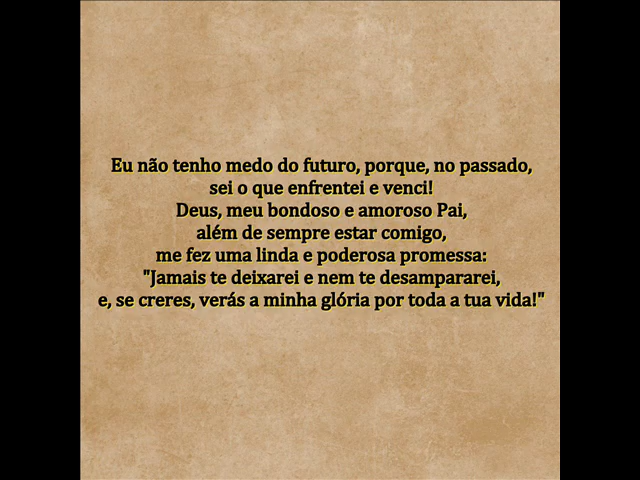 Eu não tenho medo do futuro, porque, no passado,
sei o que enfrentei e venci!
Deus, meu bondoso e amoroso Pai,
além de sempre estar comigo,
me fez uma linda e poderosa promessa:
"Jamais te deixarei e nem te desampararei,
e, se creres, verás a minha glória por toda a tua vida!"